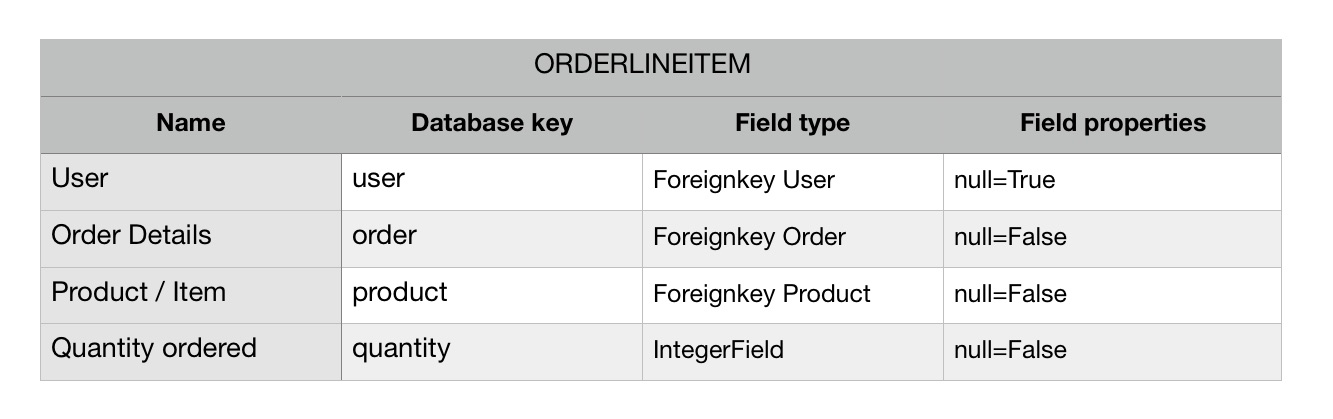 ORDERLINEITEM
Name Database key Field type Field properties
User user Foreignkey User null=True
Order Details order Foreignkey Order null=False
Product / Item product Foreignkey Product null=False
Quantity ordered quantity IntegerField null=False